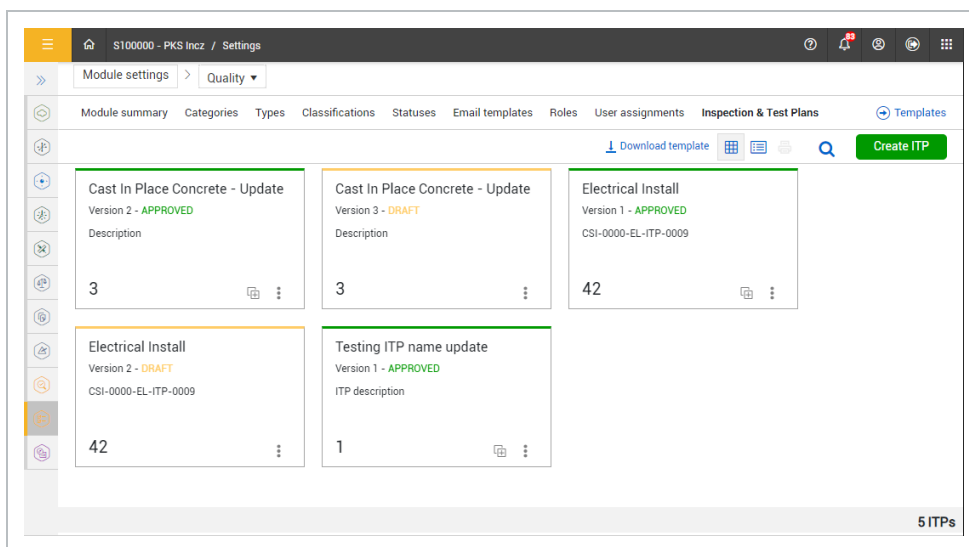 S100000 - PKS Incz / Settings
83
Module settings > Quality
Module summary Categories Types Classifications Statuses Email templates Roles User assignments Inspection & Test Plans Templates
Download template Create ITP
Cast In Place Concrete - Update
Version 2 - APPROVED
Description
3
Cast In Place Concrete - Update
Version 3 - DRAFT
Description
3
Electrical Install
Version 1 - APPROVED
CSI-0000-EL-ITP-0009
42
Electrical Install
Version 2 - DRAFT
CSI-0000-EL-ITP-0009
42
Testing ITP name update
Version 1 - APPROVED
ITP description
1
5 ITPs